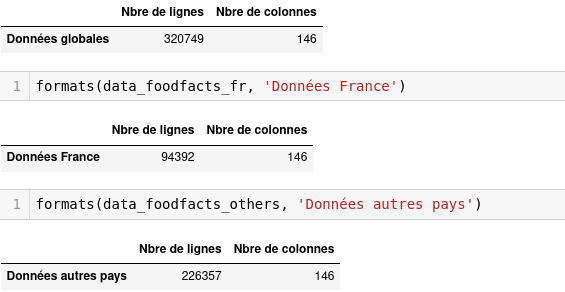 Nbre de lignes Nbre de colonnes
Données globales 320749 146
1 formats(data_foodfacts_fr, 'Données France')
Nbre de lignes Nbre de colonnes
Données France 94392 146
1 formats(data_foodfacts_others, 'Données autres pays')
Nbre de lignes Nbre de colonnes
Données autres pays 226357 146